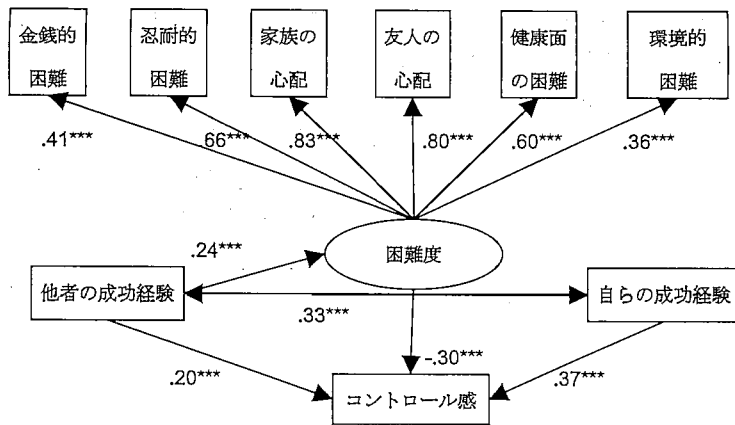 金銭的
困難
忍耐的
困難
家族の
心配
友人の
心配
健康面
の困難
環境的
困難
.41***
.66***
.83***
.80***
.60***
.36***
困難度
.24***
他者の成功経験
自らの成功経験
.33***
.20***
-.30***
.37***
コントロール感